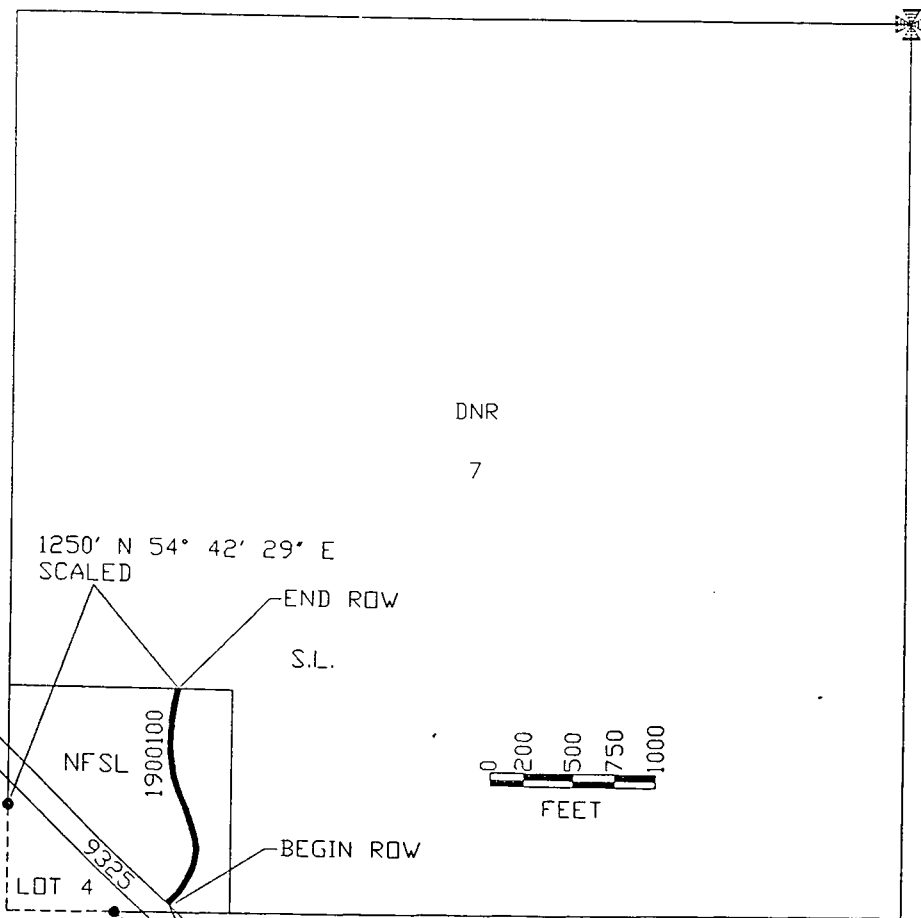 DNR
7
1250' N 54° 42' 29" E
SCALED
END ROW
S.L.
1900100
NFSL
0 200 500 750 1000
FEET
BEGIN ROW
9325
LOT 4